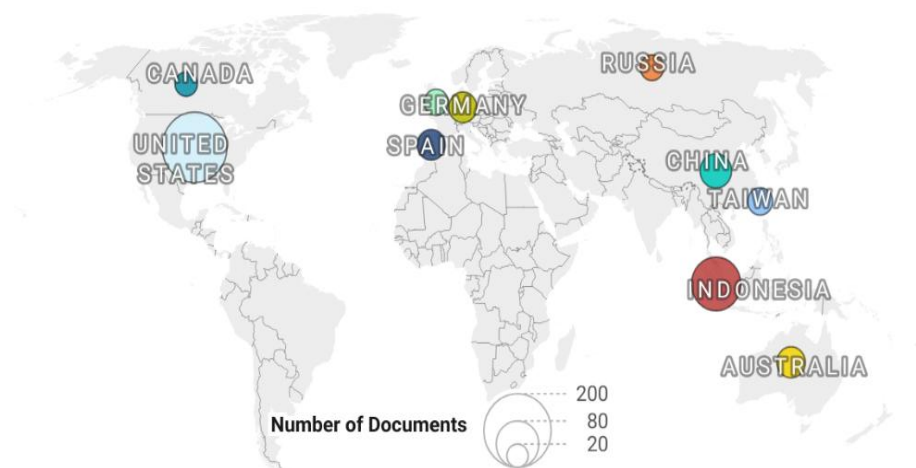 CANADA
RUSSIA
GERMANY
UNITED
STATES
SPAIN
CHINA
TAIWAN
INDONESIA
AUSTRALIA
Number of Documents
200
80
20